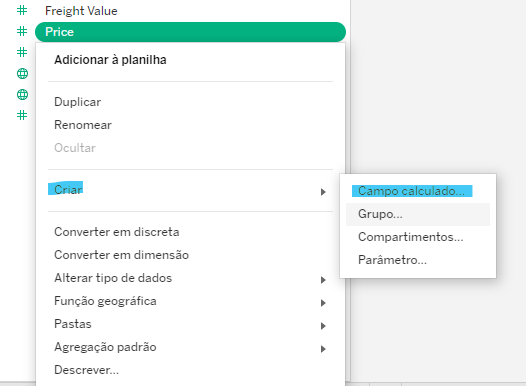 Freight Value
Price
Adicionar à planilha
Duplicar
Renomear
Ocultar
Criar
Campo calculado...
Grupo...
Compartimentos...
Parâmetro...
Converter em discreta
Converter em dimensão
Alterar tipo de dados
Função geográfica
Pastas
Agregação padrão
Descrever...